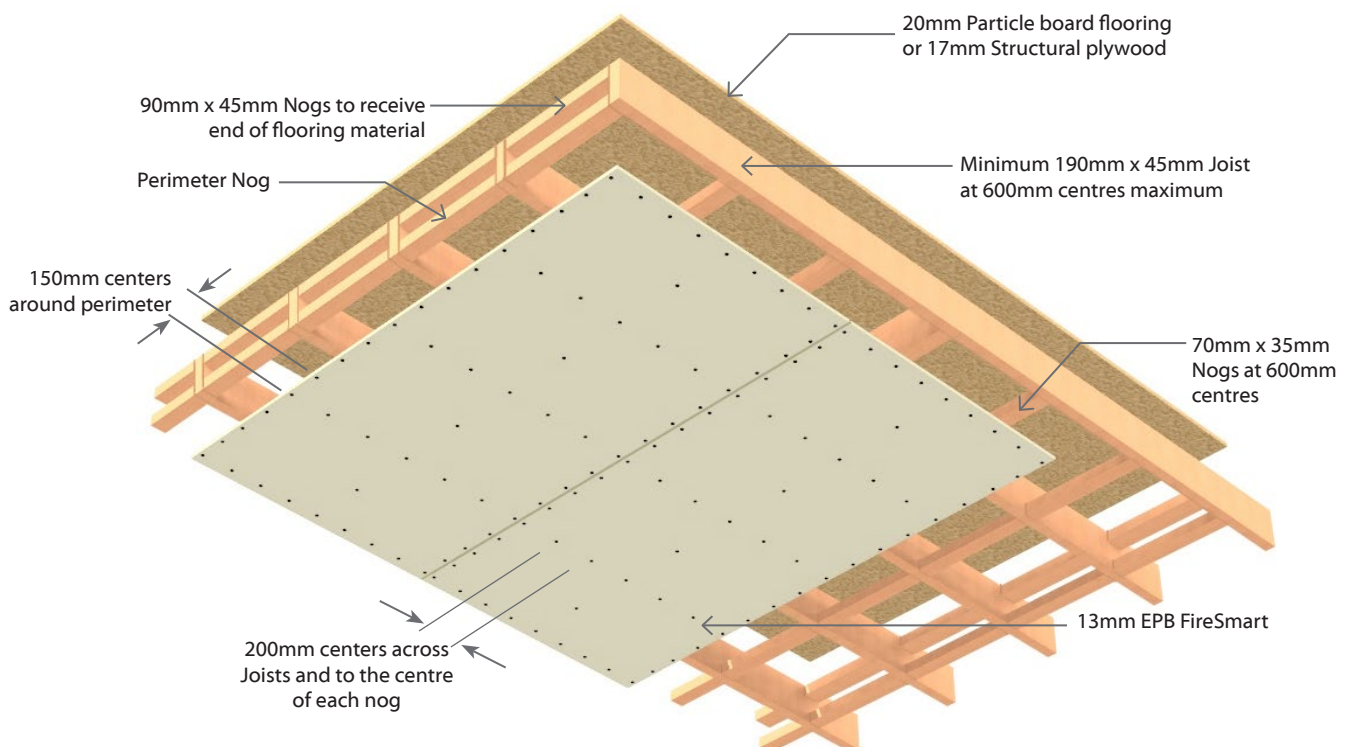 20mm Particle board flooring
or 17mm Structural plywood
90mm x 45mm Nogs to receive
end of flooring material
Minimum 190mm x 45mm Joist
at 600mm centres maximum
Perimeter Nog
150mm centers
around perimeter
70mm x 35mm
Nogs at 600mm
centres
13mm EPB FireSmart
200mm centers across
Joists and to the centre
of each nog